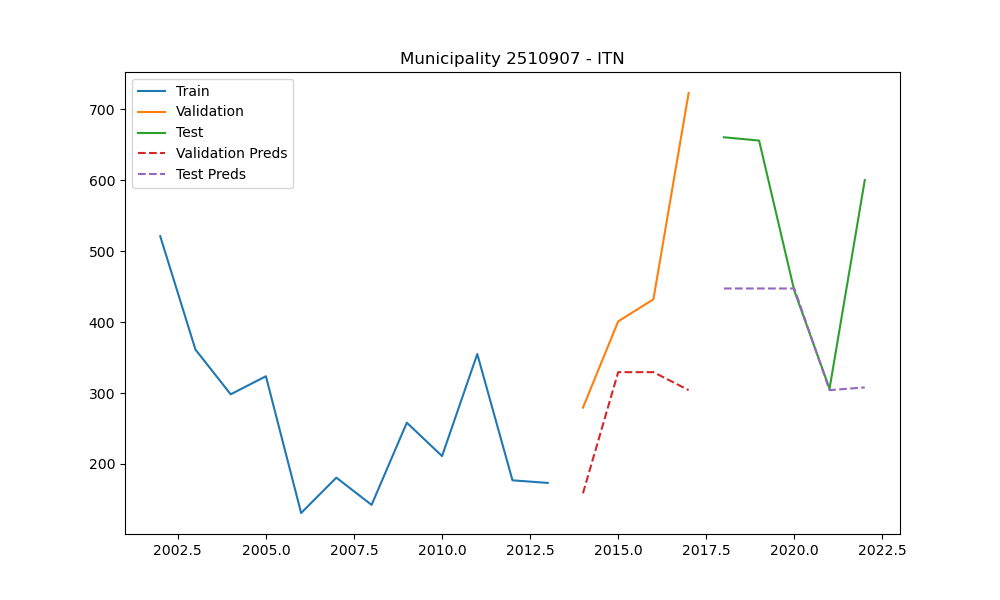 Municipality 2510907 - ITN
Train
Validation
Test
Validation Preds
Test Preds
700
600
500
400
300
200
2002.5 2005.0 2007.5 2010.0 2012.5 2015.0 2017.5 2020.0 2022.5